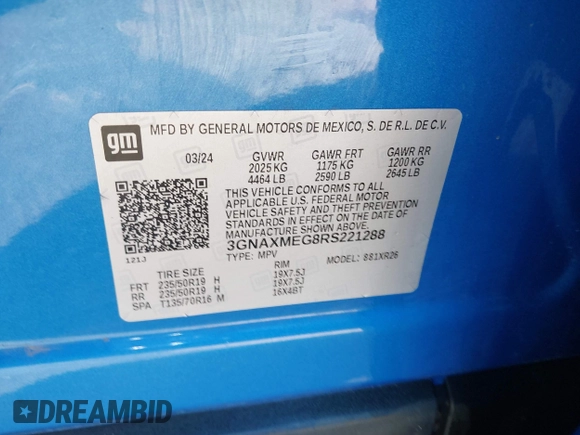 gm MFD BY GENERAL MOTORS DE MEXICO, S. DE R.L. DE C.V.
03/24 GVWR GAWR FRT GAWR RR
2025 KG 1175 KG 1200 KG
4464 LB 2590 LB 2645 LB
THIS VEHICLE CONFORMS TO ALL
APPLICABLE U.S. FEDERAL MOTOR
VEHICLE SAFETY AND THEFT PREVENTION
STANDARDS IN EFFECT ON THE DATE OF
MANUFACTURE SHOWN ABOVE.
3GNAXMEG8RS221288
121J TYPE: MPV MODEL: 881XR26
TIRE SIZE RIM
FRT 235/50R19 H 19X7.5J
RR 235/50R19 H 19X7.5J
SPA T135/70R16 M 16X4BT
DREAMBID